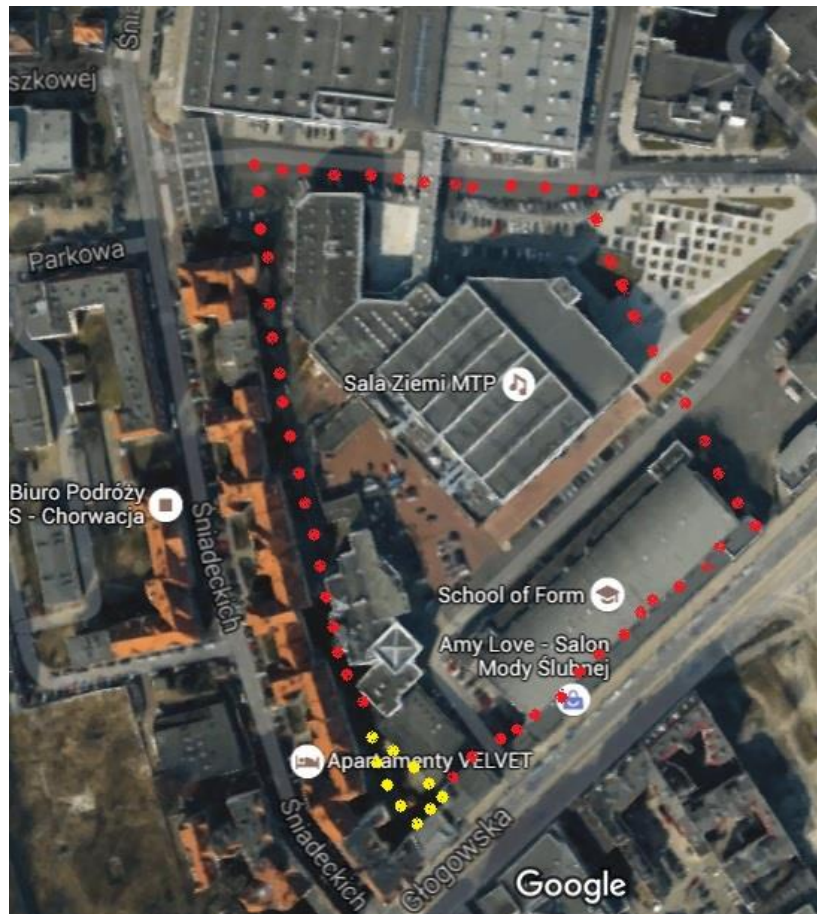 Śni
szkowej
Parkowa
Sala Ziemi MTP
Biuro Podróży
S - Chorwacja
Śniadeckich
School of Form
Amy Love - Salon
Mody Ślubnej
Apartamenty VELVET
Śniadeckich
Głogowska
Google